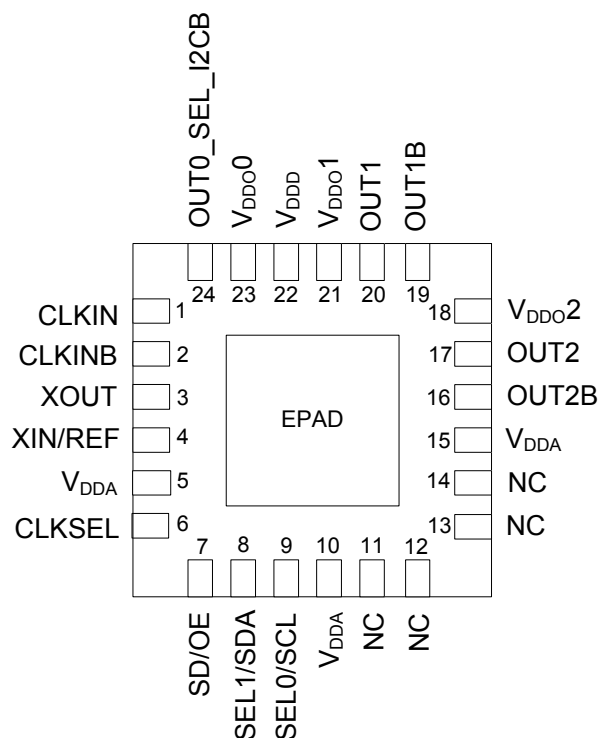 OUT0_SEL_I2CB
VDDO0
VDDD
VDDO1
OUT1
OUT1B
24
23
22
21
20
19
CLKIN
1
CLKINB
2
XOUT
3
XIN/REF
4
VDDA
5
CLKSEL
6
EPAD
18
VDDO2
17
OUT2
16
OUT2B
15
VDDA
14
NC
13
NC
7
8
9
10
11
12
SD/OE
SEL1/SDA
SEL0/SCL
VDDA
NC
NC